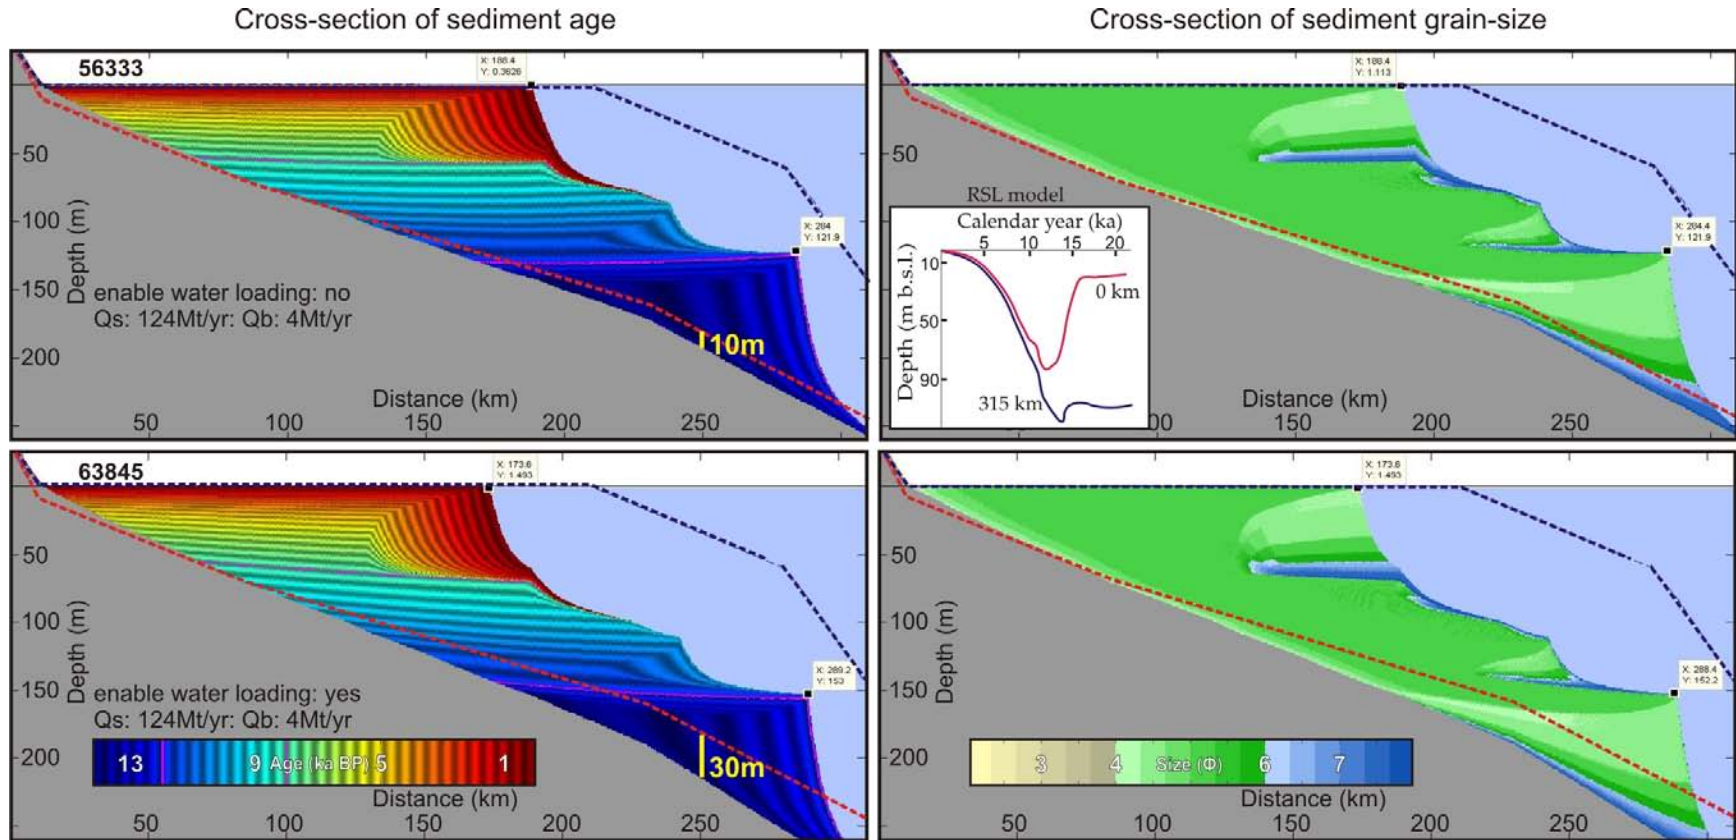 Cross-section of sediment age
Cross-section of sediment grain-size
56333
X: 188.4
Y: 0.3626
50
100
150
200
Depth (m)
X: 284
Y: 121.9
enable water loading: no
Qs: 124Mt/yr: Qb: 4Mt/yr
10m
Distance (km)
50
100
150
200
250
X: 188.4
Y: 1.113
50
RSL model
Calendar year (ka)
5
10
15
20
10
50
90
Depth (m b.s.l.)
0 km
315 km
X: 284.4
Y: 121.9
Distance (km)
100
150
200
250
63845
X: 173.6
Y: 1.493
50
100
150
200
Depth (m)
X: 289.2
Y: 153
enable water loading: yes
Qs: 124Mt/yr: Qb: 4Mt/yr
13
9
Age (ka BP)
5
1
30m
Distance (km)
50
100
150
200
250
X: 173.6
Y: 1.493
50
100
150
200
Depth (m)
X: 288.4
Y: 152.2
3
4
Size (Φ)
6
7
Distance (km)
50
100
150
200
250